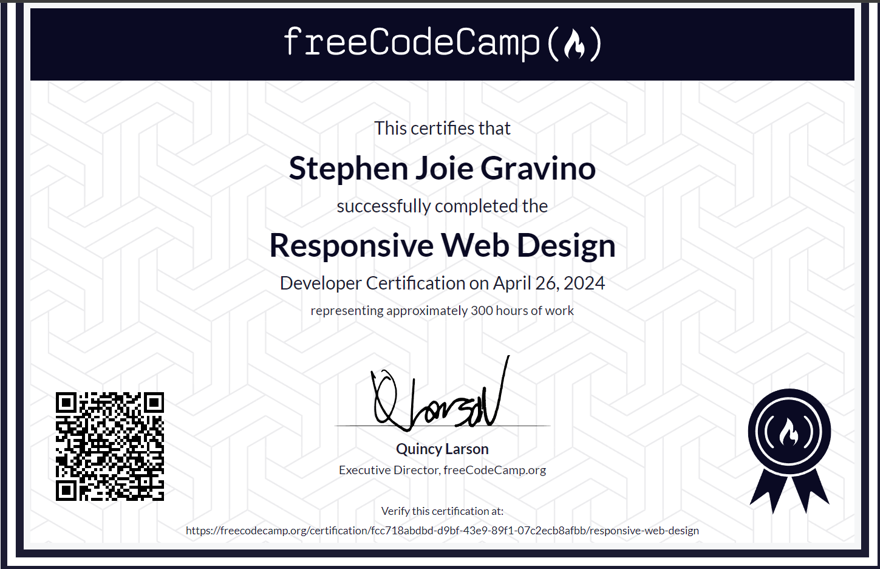 freeCodeCamp
This certifies that
Stephen Joie Gravino
successfully completed the
Responsive Web Design
Developer Certification on April 26, 2024
representing approximately 300 hours of work
Q Larson
Quincy Larson
Executive Director, freeCodeCamp.org
Verify this certification at:
https://freecodecamp.org/certification/fcc718abdbd-d9bf-43e9-89f1-07c2ecb8afbb/responsive-web-design